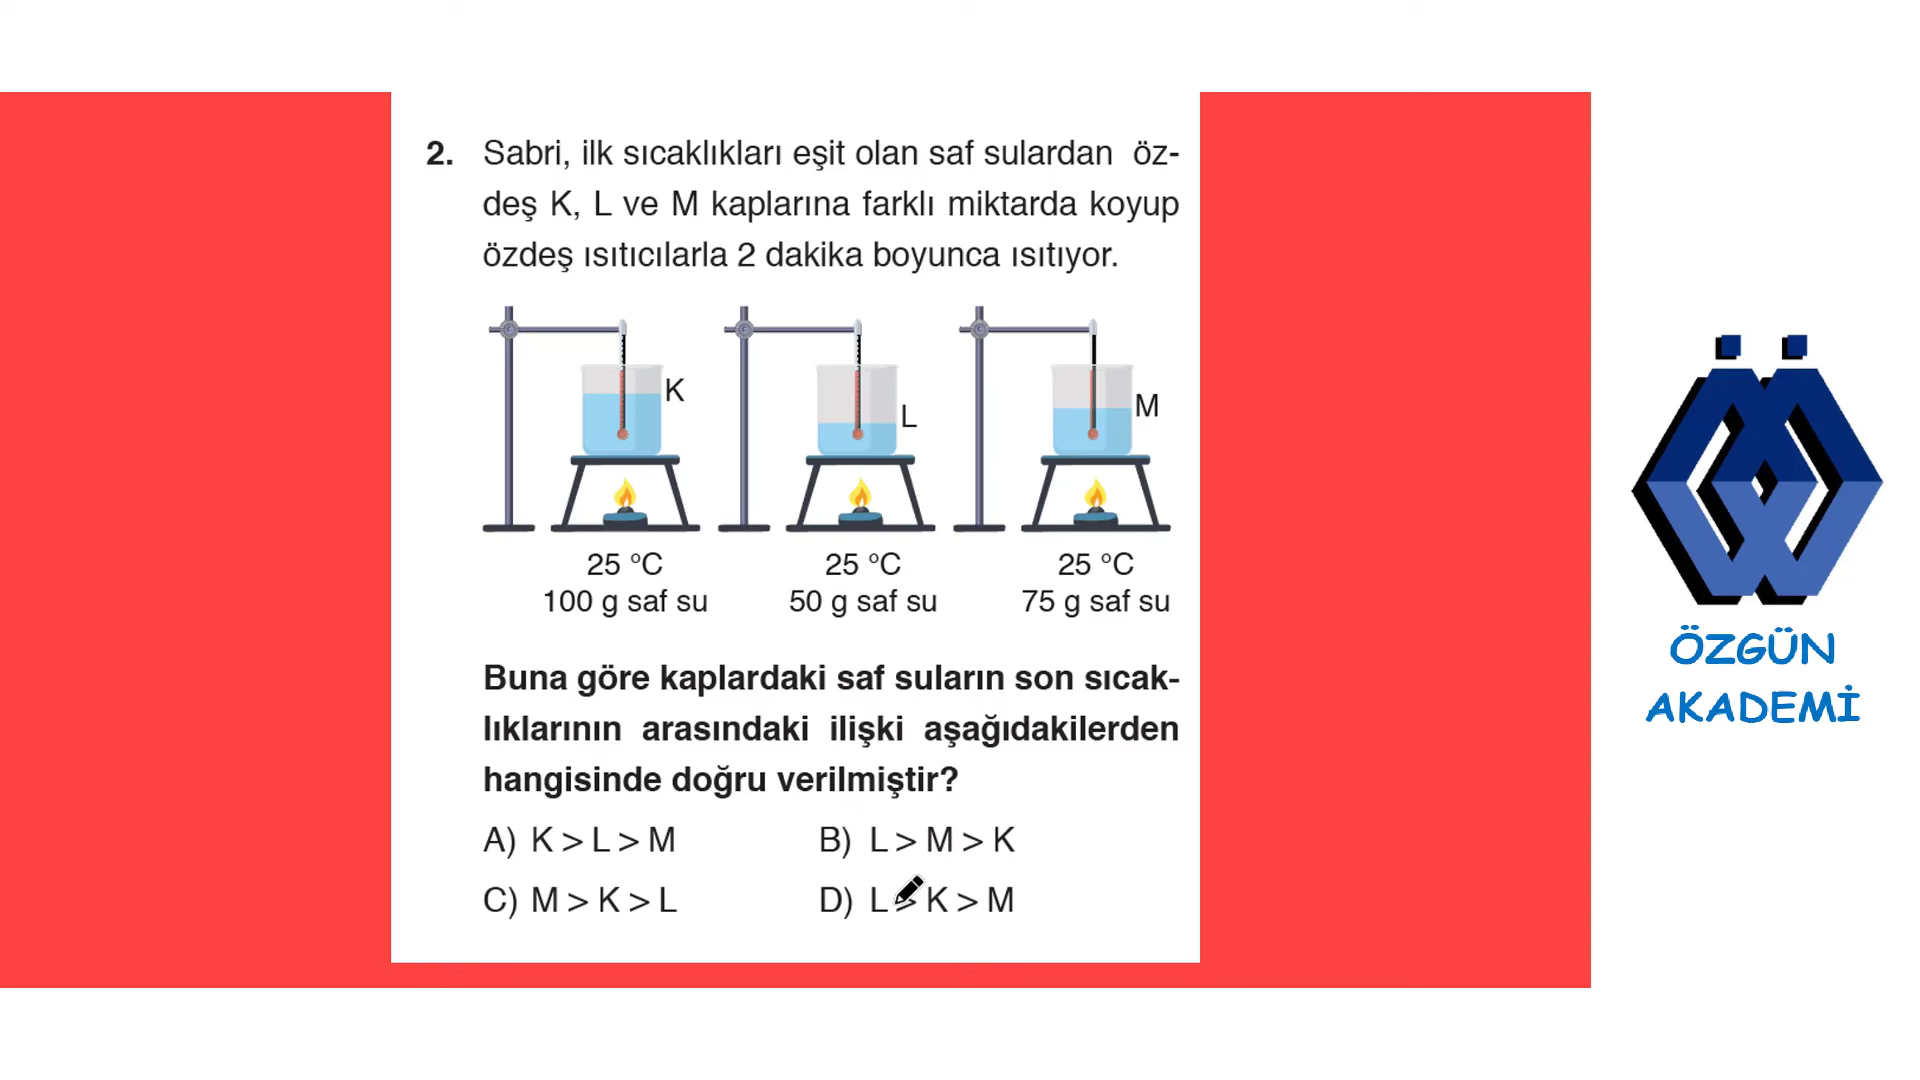 2. Sabri, ilk sıcaklıkları eşit olan saf sulardan öz-
deş K, L ve M kaplarına farklı miktarda koyup
özdeş ısıtıcılarla 2 dakika boyunca ısıtıyor.
K
L
M
25 °C
100 g saf su
25 °C
50 g saf su
25 °C
75 g saf su
Buna göre kaplardaki saf suların son sıcak-
lıklarının arasındaki ilişki aşağıdakilerden
hangisinde doğru verilmiştir?
A) K > L > M
B) L > M > K
C) M > K > L
D) L > K > M
ÖZGÜN
AKADEMİ